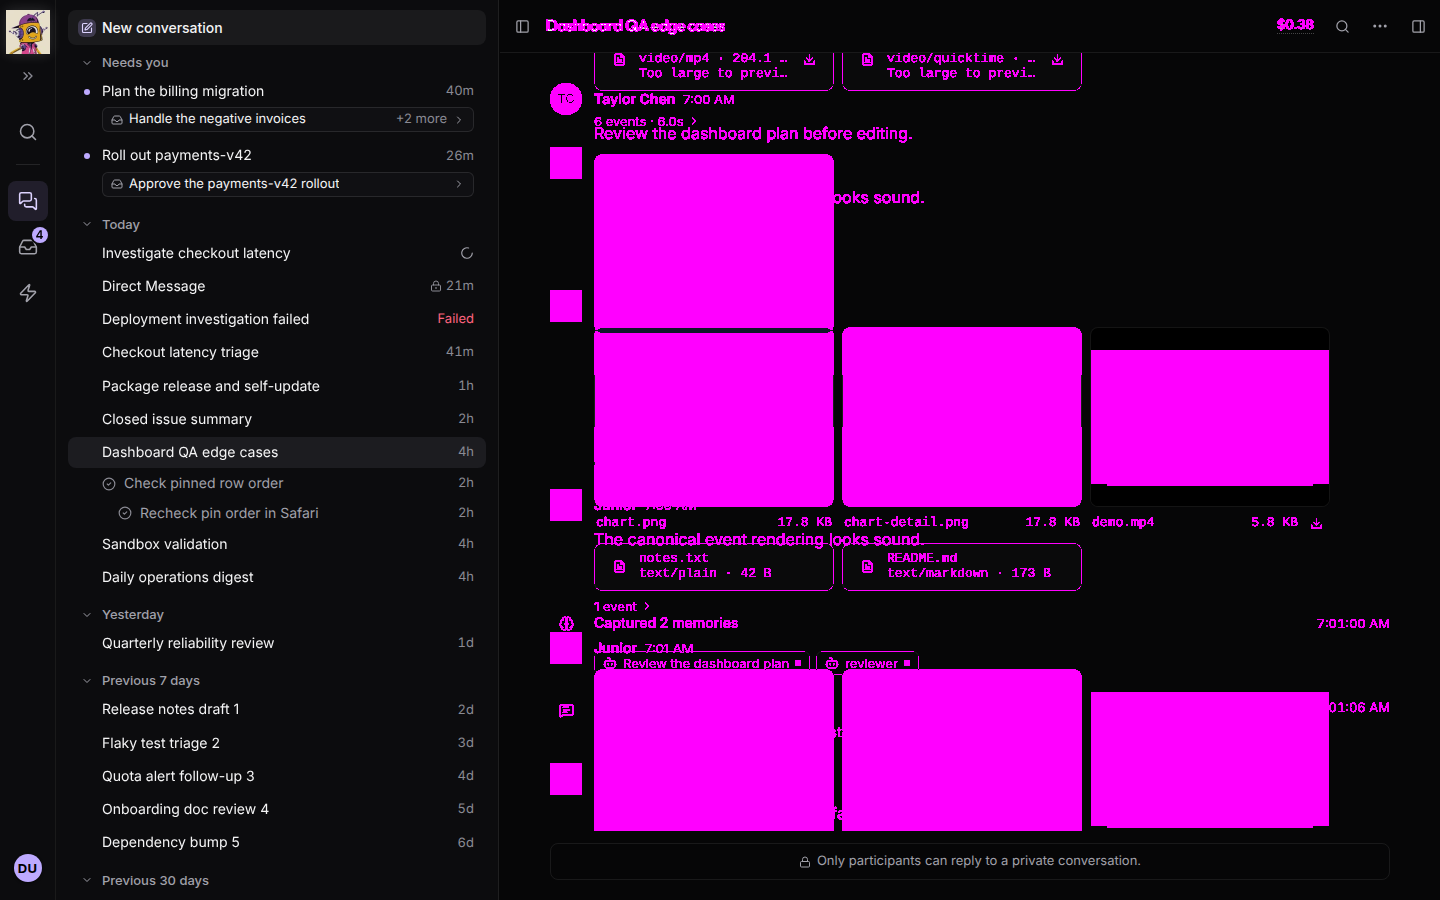 New conversation
Needs you
Plan the billing migration 40m
Handle the negative invoices +2 more
Roll out payments-v42 26m
Approve the payments-v42 rollout
Today
Investigate checkout latency
4
Direct Message 21m
Deployment investigation failed Failed
Checkout latency triage 41m
Package release and self-update 1h
Closed issue summary 2h
Dashboard QA edge cases 4h
Check pinned row order 2h
Recheck pin order in Safari 2h
Sandbox validation 4h
Daily operations digest 4h
Yesterday
Quarterly reliability review 1d
Previous 7 days
Release notes draft 1 2d
Flaky test triage 2 3d
Quota alert follow-up 3 4d
Onboarding doc review 4 5d
Dependency bump 5 6d
DU
Previous 30 days
Dashboard QA edge cases $0.38
video/mp4 · 204.1 … video/quicktime · …
Too large to previ… Too large to previ…
TC Taylor Chen 7:00 AM
6 events · 6.0s
Review the dashboard plan before editing.
looks sound.
Junior
chart.png 17.8 KB chart-detail.png 17.8 KB demo.mp4 5.8 KB
The canonical event rendering looks sound.
notes.txt README.md
text/plain · 42 B text/markdown · 173 B
1 event
Captured 2 memories 7:01:00 AM
Junior 7:01 AM
Review the dashboard plan reviewer
01:06 AM
Only participants can reply to a private conversation.